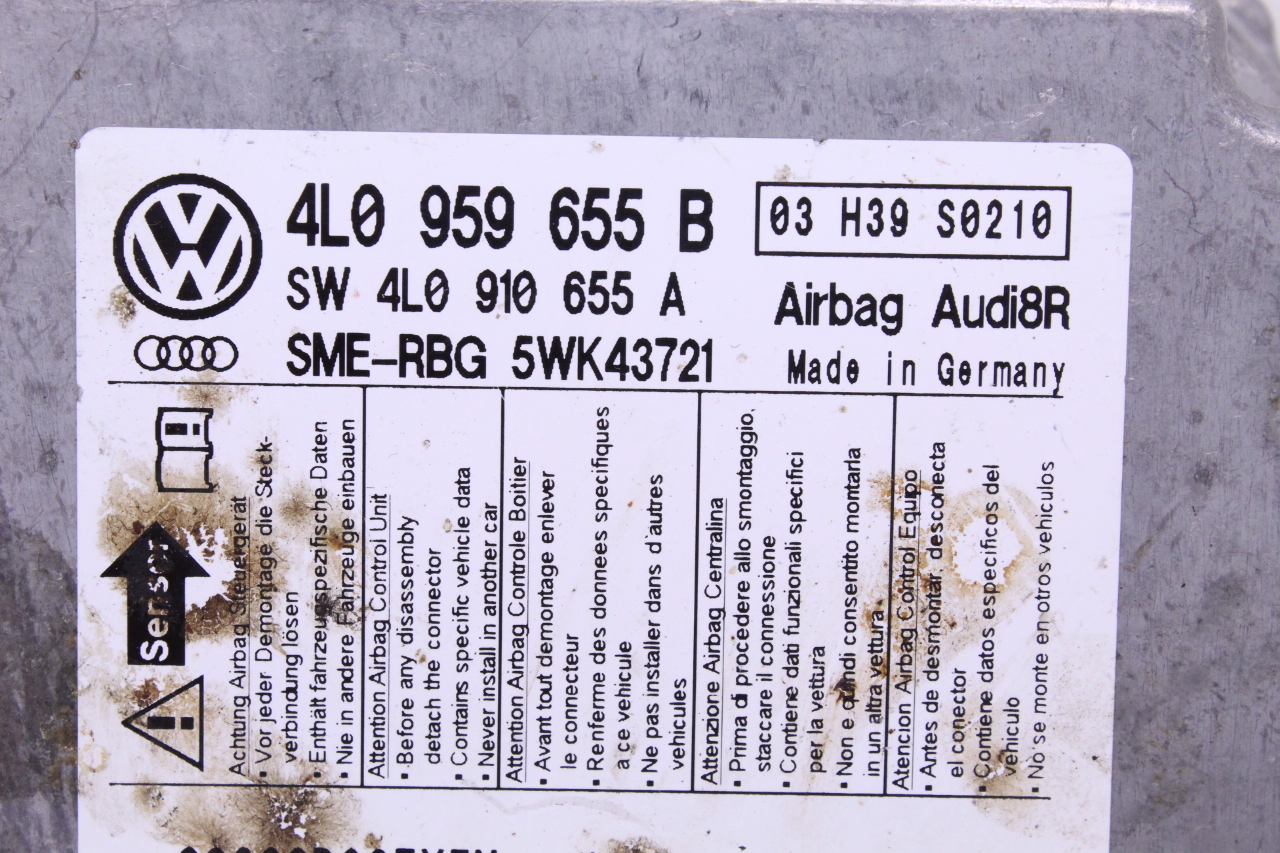 4L0 959 655 B
03 H39 S0210
SW 4L0 910 655 A
Airbag Audi8R
SME-RBG 5WK43721
Made in Germany
Sensor
Achtung Airbag Steuergerät
▪ Vor jeder Demontage die Steck-
verbindung lösen
▪ Enthält fahrzeugspezifische Daten
▪ Nie in andere Fahrzeuge einbauen
Attention Airbag Control Unit
▪ Before any disassembly
detach the connector
▪ Contains specific vehicle data
▪ Never install in another car
Attention Airbag Controle Boitier
▪ Avant tout demontage enlever
le connecteur
▪ Renferme des donnees specifiques
a ce vehicule
▪ Ne pas installer dans d'autres
vehicules
Attenzione Airbag Centralina
▪ Prima di procedere allo smontaggio,
staccare il connessione
▪ Contiene dati funzionali specifici
per la vettura
▪ Non e quindi consentito montarla
in un altra vettura
Atencion Airbag Control Equipo
▪ Antes de desmontar, desconecta
el conector
▪ Contiene datos especificos del
vehiculo
▪ No se monte en otros vehiculos